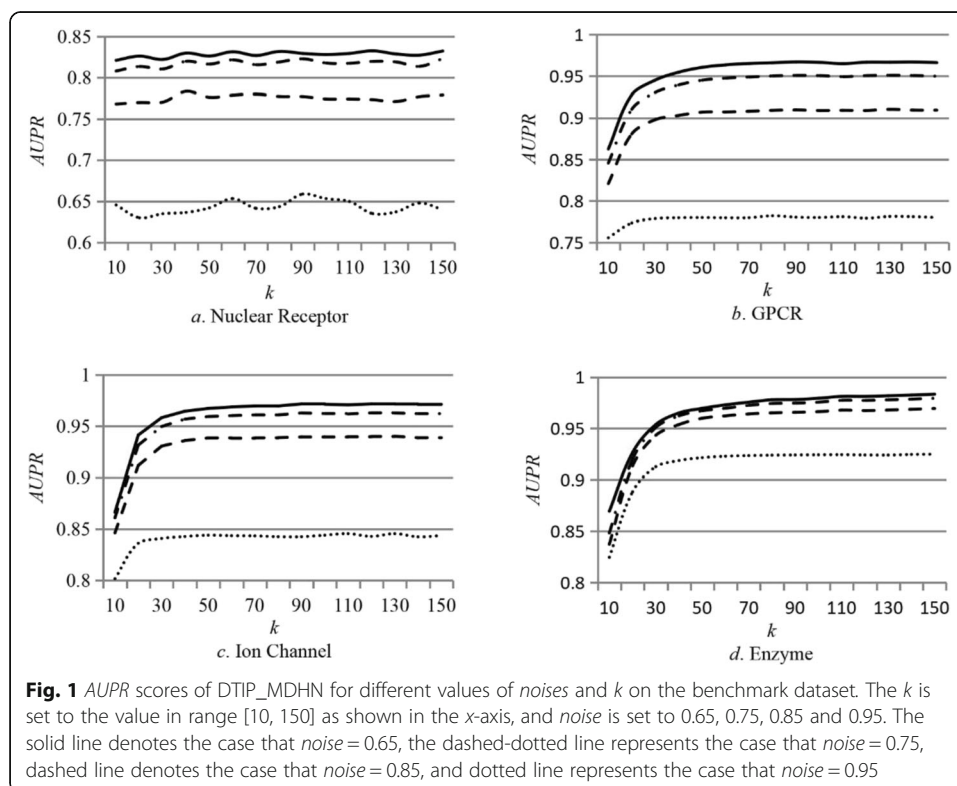 0.85
0.8
0.75
0.7
0.65
0.6
AUPR
10 30 50 70 90 110 130 150
k
a. Nuclear Receptor
1
0.95
0.9
0.85
0.8
0.75
AUPR
10 30 50 70 90 110 130 150
k
b. GPCR
1
0.95
0.9
0.85
0.8
AUPR
10 30 50 70 90 110 130 150
k
c. Ion Channel
1
0.95
0.9
0.85
0.8
AUPR
10 30 50 70 90 110 130 150
k
d. Enzyme
Fig. 1 AUPR scores of DTIP_MDHN for different values of noises and k on the benchmark dataset. The k is
set to the value in range [10, 150] as shown in the x-axis, and noise is set to 0.65, 0.75, 0.85 and 0.95. The
solid line denotes the case that noise = 0.65, the dashed-dotted line represents the case that noise = 0.75,
dashed line denotes the case that noise = 0.85, and dotted line represents the case that noise = 0.95